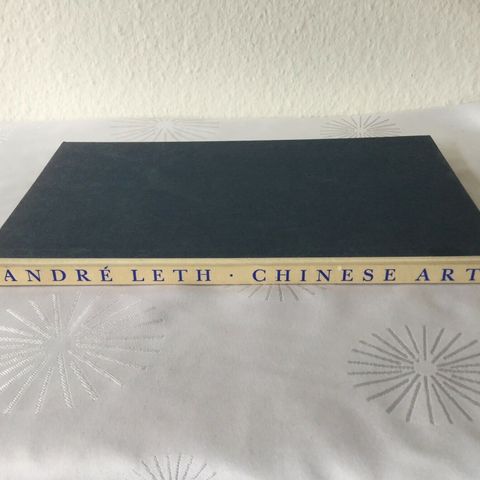 ANDRÉ LETH · CHINESE ART